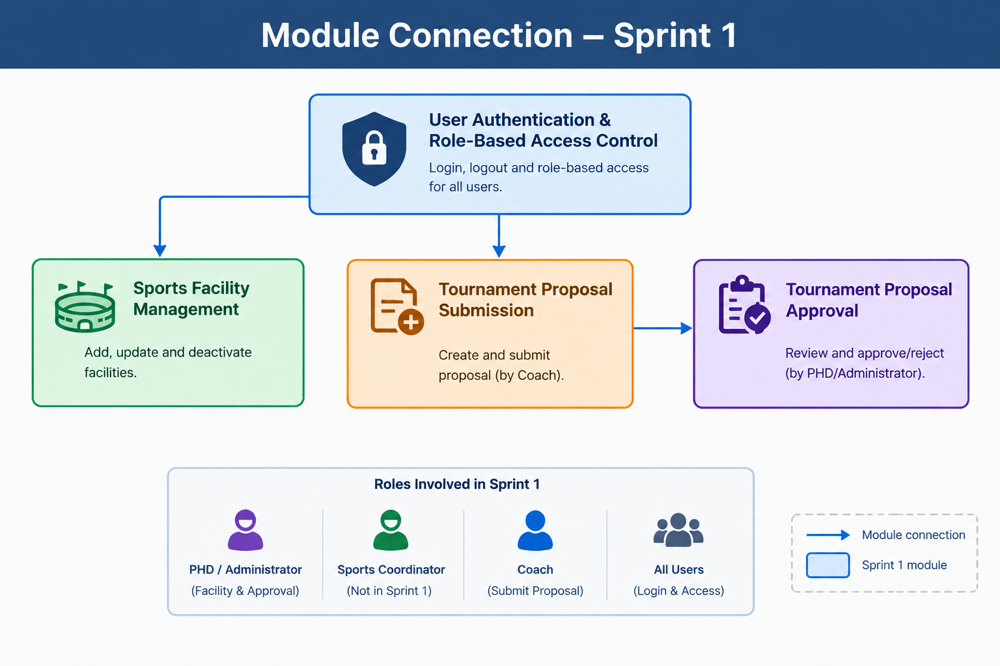 Module Connection – Sprint 1
User Authentication &
Role-Based Access Control
Login, logout and role-based access
for all users.
Sports Facility
Management
Add, update and deactivate
facilities.
Tournament Proposal
Submission
Create and submit
proposal (by Coach).
Tournament Proposal
Approval
Review and approve/reject
(by PHD/Administrator).
Roles Involved in Sprint 1
PHD / Administrator
(Facility & Approval)
Sports Coordinator
(Not in Sprint 1)
Coach
(Submit Proposal)
All Users
(Login & Access)
Module connection
Sprint 1 module